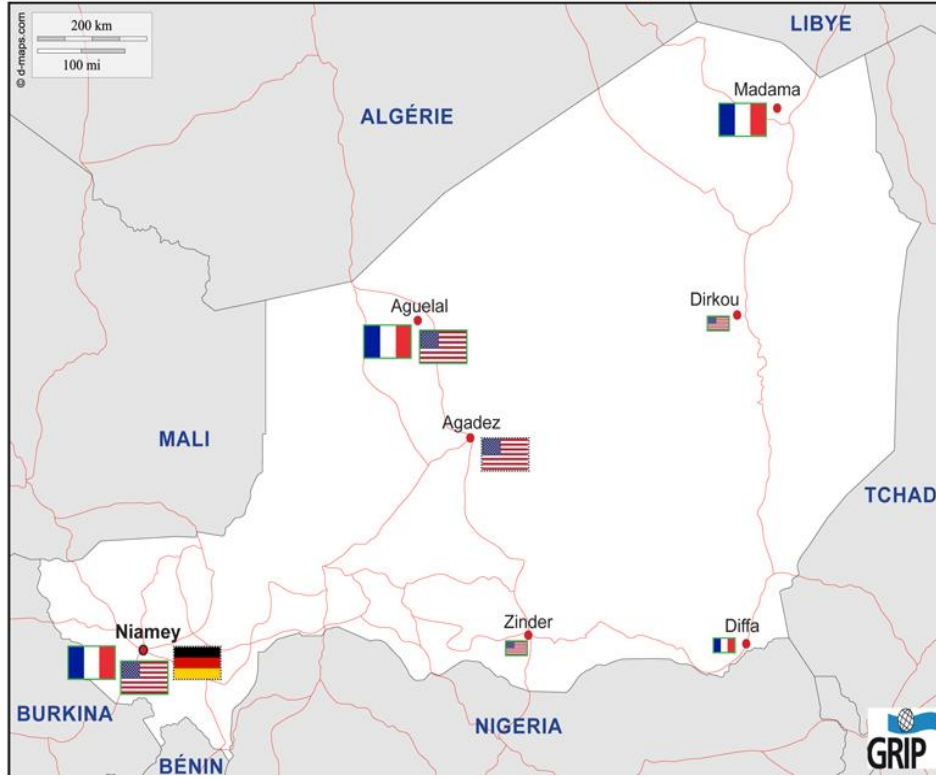 © d-maps.com
200 km
100 mi
LIBYE
Madama
ALGÉRIE
Aguelal
Dirkou
Agadez
MALI
TCHAD
Zinder
Diffa
Niamey
BURKINA
NIGERIA
BÉNIN
GRIP